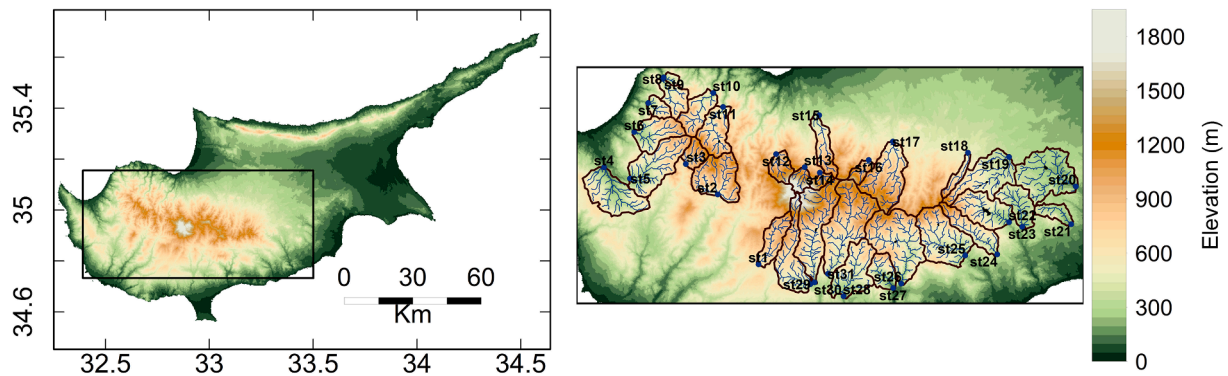 35.4
35
34.6
32.5
33
33.5
34
34.5
0
30
60
Km
st8
st9
st10
st7
st11
st6
st15
st17
st4
st3
st12
st13
st18
st19
st5
st14
st16
st20
st2
st22
st21
st23
st1
st25
st24
st31
st26
st29
st30
st28
st27
1800
1500
1200
900
600
300
0
Elevation (m)